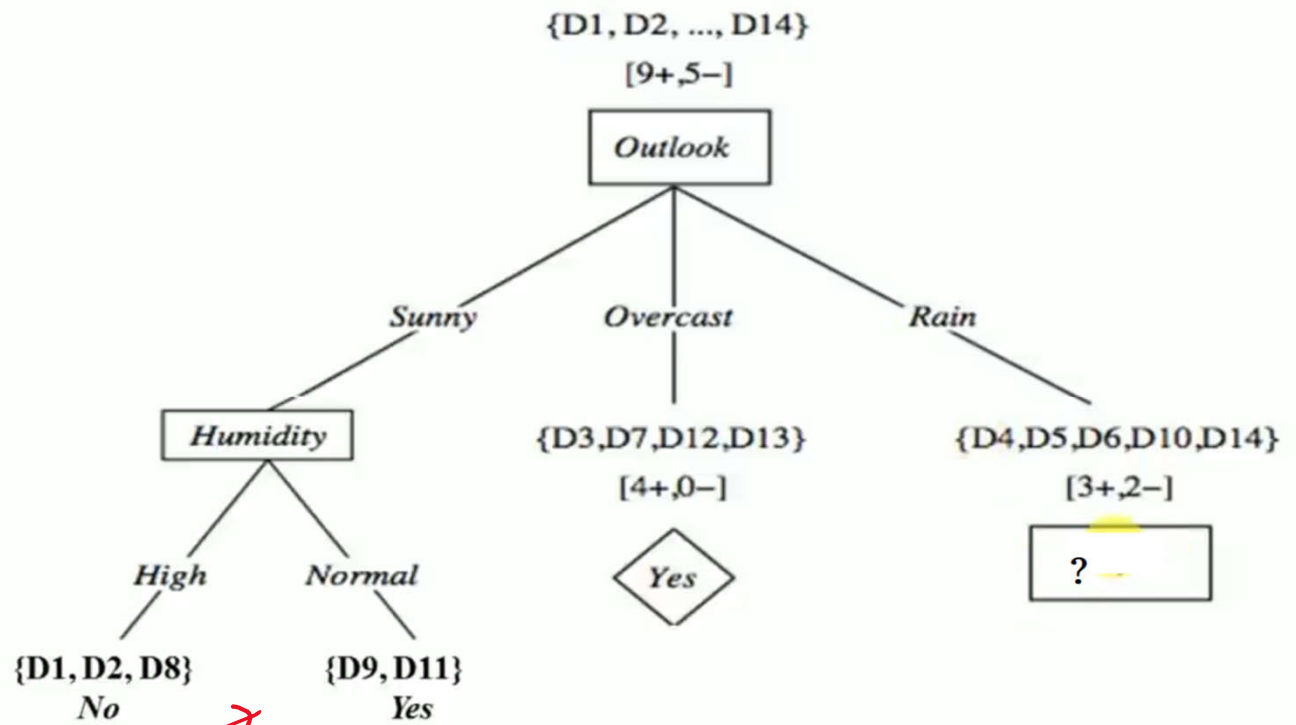 {D1, D2, ..., D14}
[9+,5−]
Outlook
Sunny
Overcast
Rain
Humidity
{D3,D7,D12,D13}
{D4,D5,D6,D10,D14}
[4+,0−]
[3+,2−]
High
Normal
Yes
?
{D1, D2, D8}
{D9, D11}
No
Yes